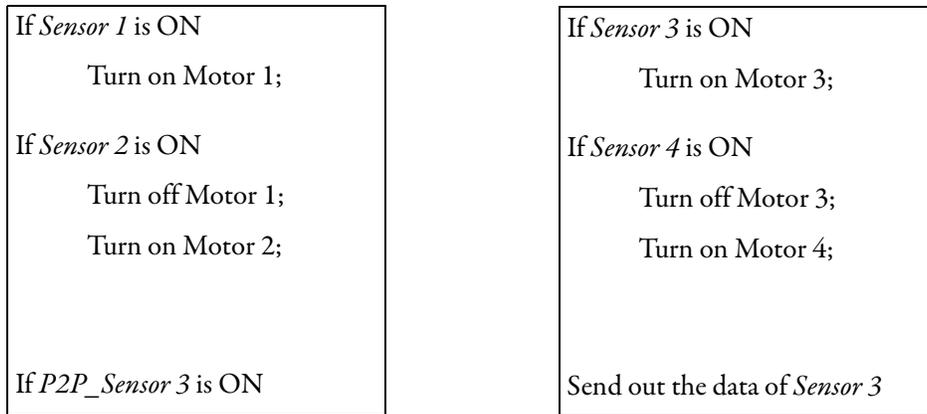 If Sensor 1 is ON
Turn on Motor 1;
If Sensor 2 is ON
Turn off Motor 1;
Turn on Motor 2;
If P2P_Sensor 3 is ON
If Sensor 3 is ON
Turn on Motor 3;
If Sensor 4 is ON
Turn off Motor 3;
Turn on Motor 4;
Send out the data of Sensor 3